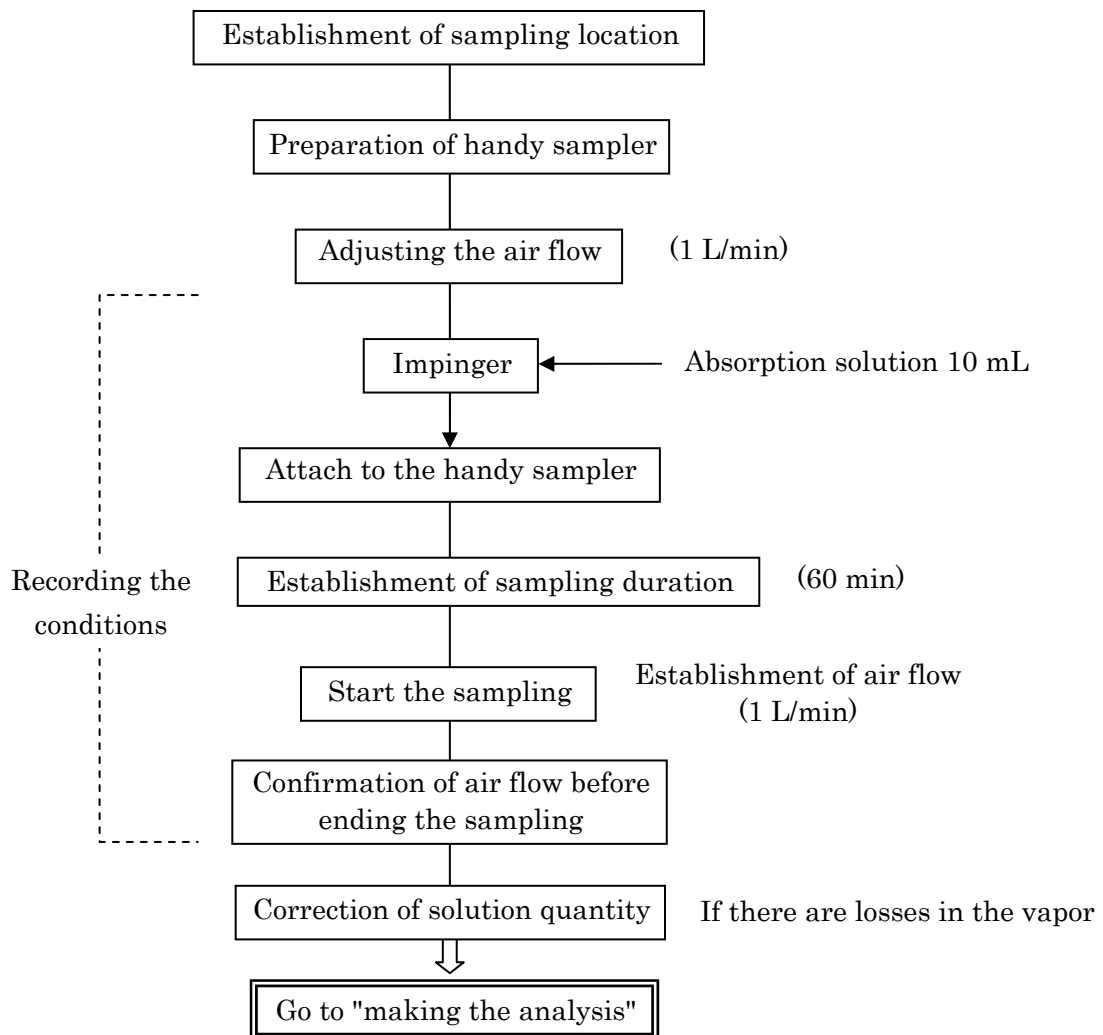 Establishment of sampling location
Preparation of handy sampler
Adjusting the air flow
(1 L/min)
Impinger
Absorption solution 10 mL
Attach to the handy sampler
Recording the
conditions
Establishment of sampling duration
(60 min)
Start the sampling
Establishment of air flow
(1 L/min)
Confirmation of air flow before
ending the sampling
Correction of solution quantity
If there are losses in the vapor
Go to "making the analysis"